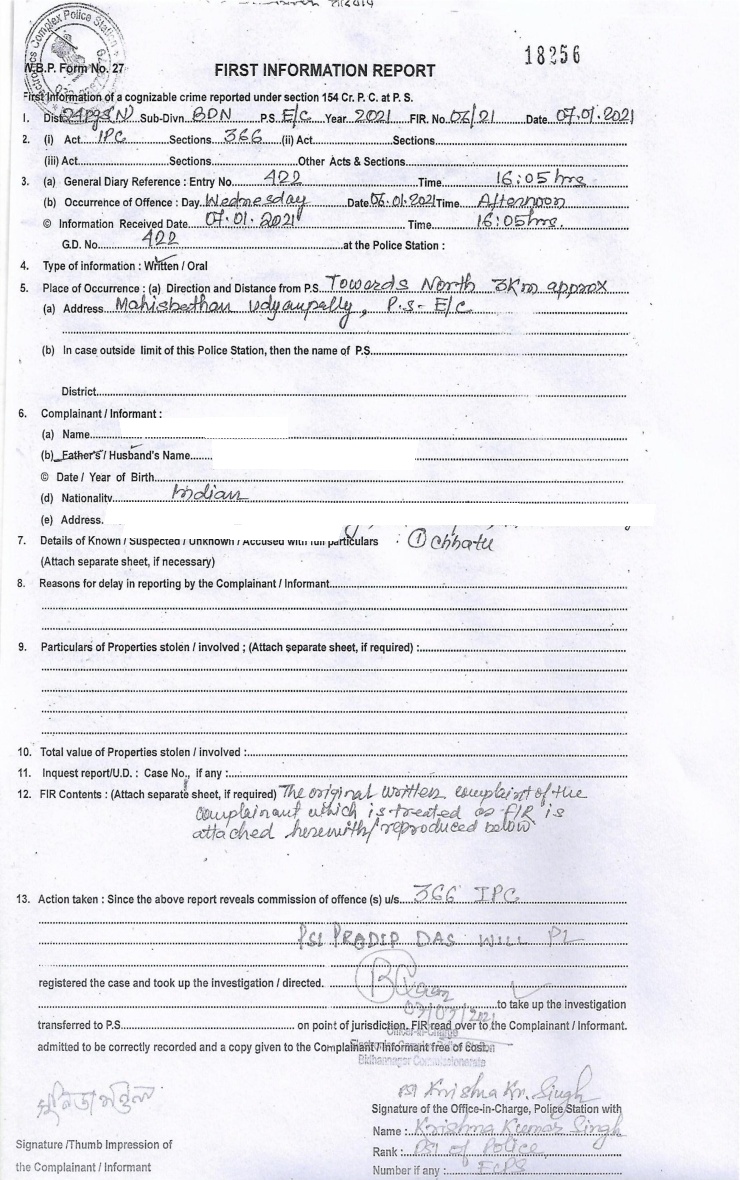 18256
W.B.P. Form No. 27
FIRST INFORMATION REPORT
First Information of a cognizable crime reported under section 154 Cr. P. C. at P. S.
1. Dist. 24 Pgs (N) Sub-Divn. BDN P.S. E/C Year 2021 FIR. No. 06/21 Date 07.01.2021
2. (i) Act IPC Sections 366 (ii) Act Sections
(iii) Act Sections Other Acts & Sections
3. (a) General Diary Reference : Entry No. 422 Time 16:05 hrs
(b) Occurrence of Offence : Day Wednesday Date 06.01.2021 Time Afternoon
© Information Received Date 07.01.2021 Time 16:05 hrs.
G.D. No. 422 at the Police Station :
4. Type of information : Written / Oral
5. Place of Occurrence : (a) Direction and Distance from P.S. Towards North 3Km approx
(a) Address Mahisbathan Udyanpally, P.S- E/C
(b) In case outside limit of this Police Station, then the name of P.S.
District
6. Complainant / Informant :
(a) Name
(b) Father's / Husband's Name
© Date / Year of Birth
(d) Nationality Indian
(e) Address.
7. Details of Known / Suspected / Unknown / Accused with full particulars : ① Chhatu
(Attach separate sheet, if necessary)
8. Reasons for delay in reporting by the Complainant / Informant
9. Particulars of Properties stolen / involved ; (Attach separate sheet, if required) :
10. Total value of Properties stolen / involved :
11. Inquest report/U.D. : Case No., if any :
12. FIR Contents : (Attach separate sheet, if required) The original written complaint of the
complainant which is treated as FIR is
attached herewith/reproduced below
13. Action taken : Since the above report reveals commission of offence (s) u/s 366 IPC
PSI PRADIP DAS WILL Pl
registered the case and took up the investigation / directed.
to take up the investigation
transferred to P.S. on point of jurisdiction. FIR read over to the Complainant / Informant.
Officer-in-Charge
admitted to be correctly recorded and a copy given to the Complainant / Informant free of cost.
Bidhannagar Commissionerate
PSI Krishna Kr. Singh
Signature of the Office-in-Charge, Police Station with
Name : Krishna Kumar Singh
Signature /Thumb Impression of
Rank : PSI of Police
the Complainant / Informant
Number if any : ECPS